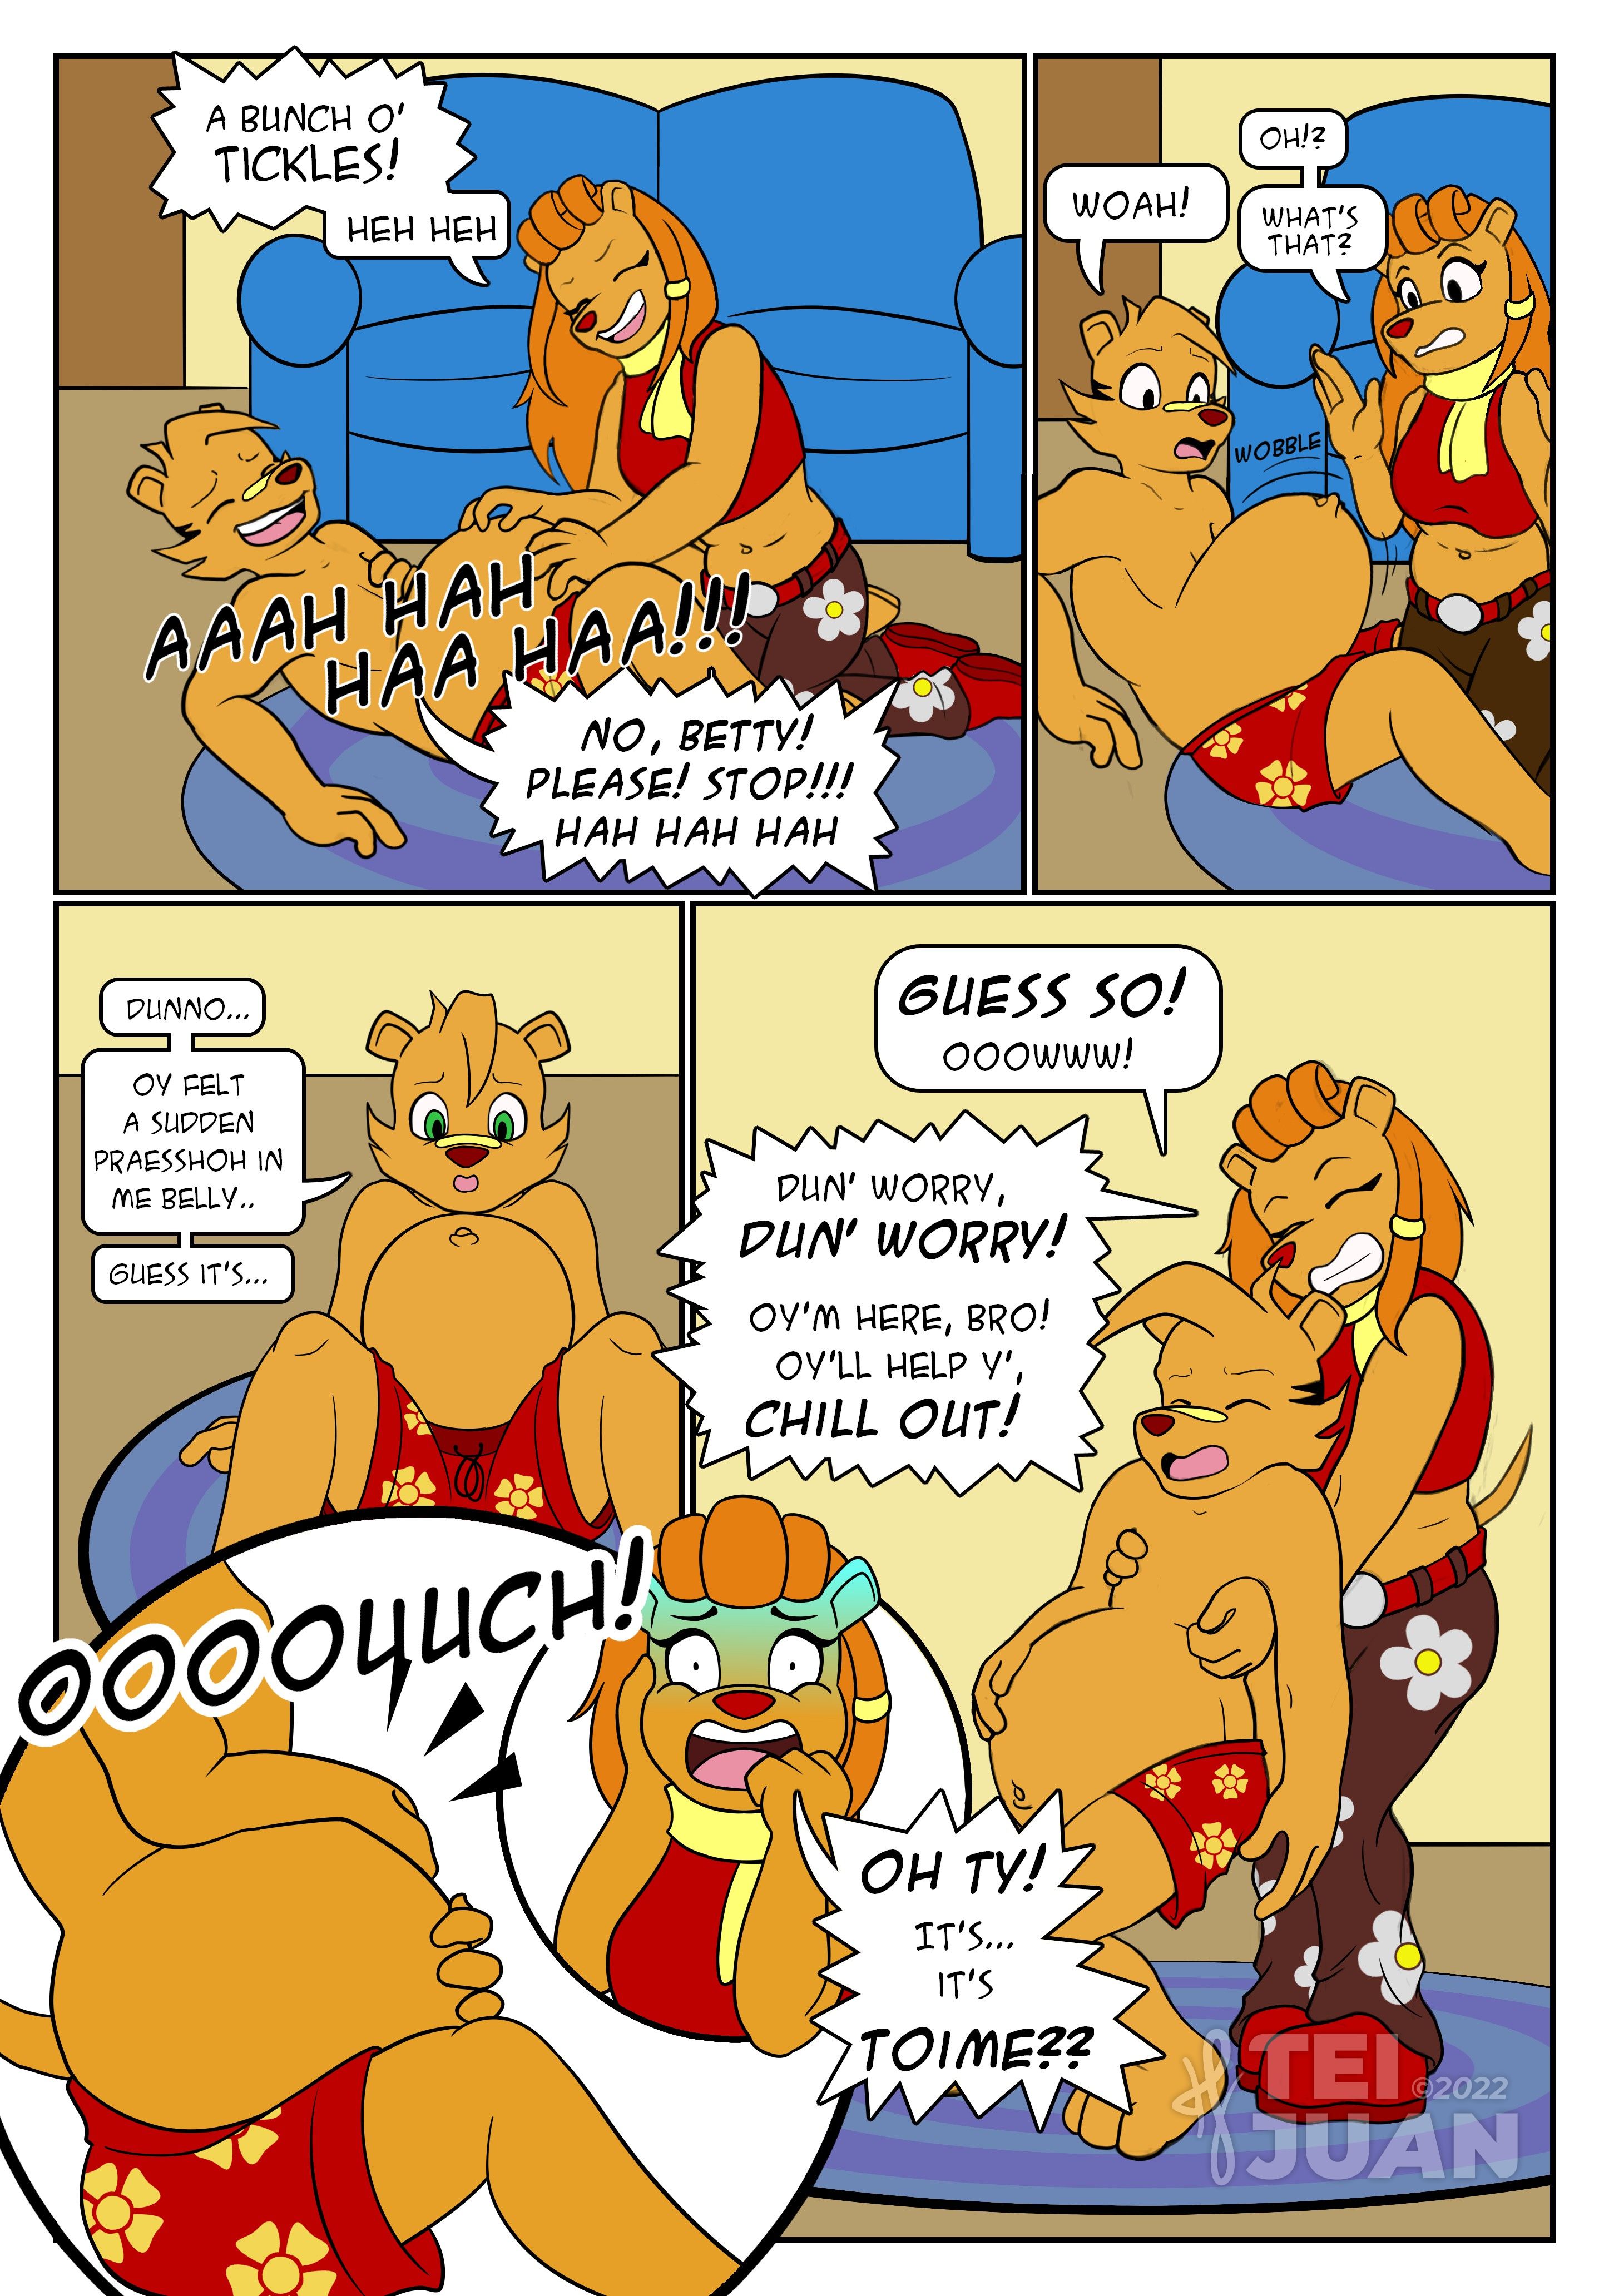 A BUNCH O'
TICKLES!
HEH HEH
AAAH HAH
HAA HAA!!!
NO, BETTY!
PLEASE! STOP!!!
HAH HAH HAH
WOAH!
OH!?
WHAT'S
THAT?
WOBBLE
DUNNO...
OY FELT
A SUDDEN
PRAESSHOH IN
ME BELLY..
GUESS IT'S...
OOOOUUCH!
OH TY!
IT'S...
IT'S
TOIME??
GUESS SO!
OOOWWW!
DUN' WORRY,
DUN' WORRY!
OY'M HERE, BRO!
OY'LL HELP Y',
CHILL OUT!
TEI
©2022
JUAN